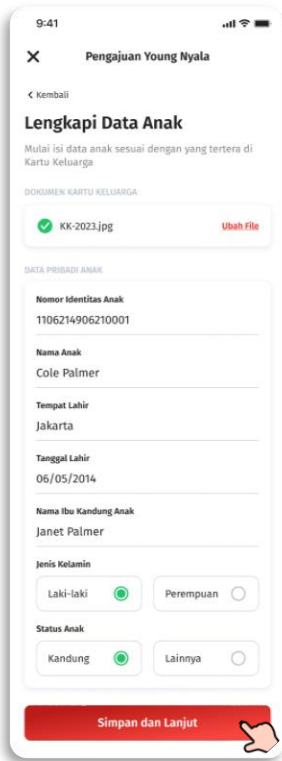 9:41
Pengajuan Young Nyala
Kembali
Lengkapi Data Anak
Mulai isi data anak sesuai dengan yang tertera di
Kartu Keluarga
DOKUMEN KARTU KELUARGA
KK-2023.jpg Ubah File
DATA PRIBADI ANAK
Nomor Identitas Anak
1106214906210001
Nama Anak
Cole Palmer
Tempat Lahir
Jakarta
Tanggal Lahir
06/05/2014
Nama Ibu Kandung Anak
Janet Palmer
Jenis Kelamin
Laki-laki Perempuan
Status Anak
Kandung Lainnya
Simpan dan Lanjut